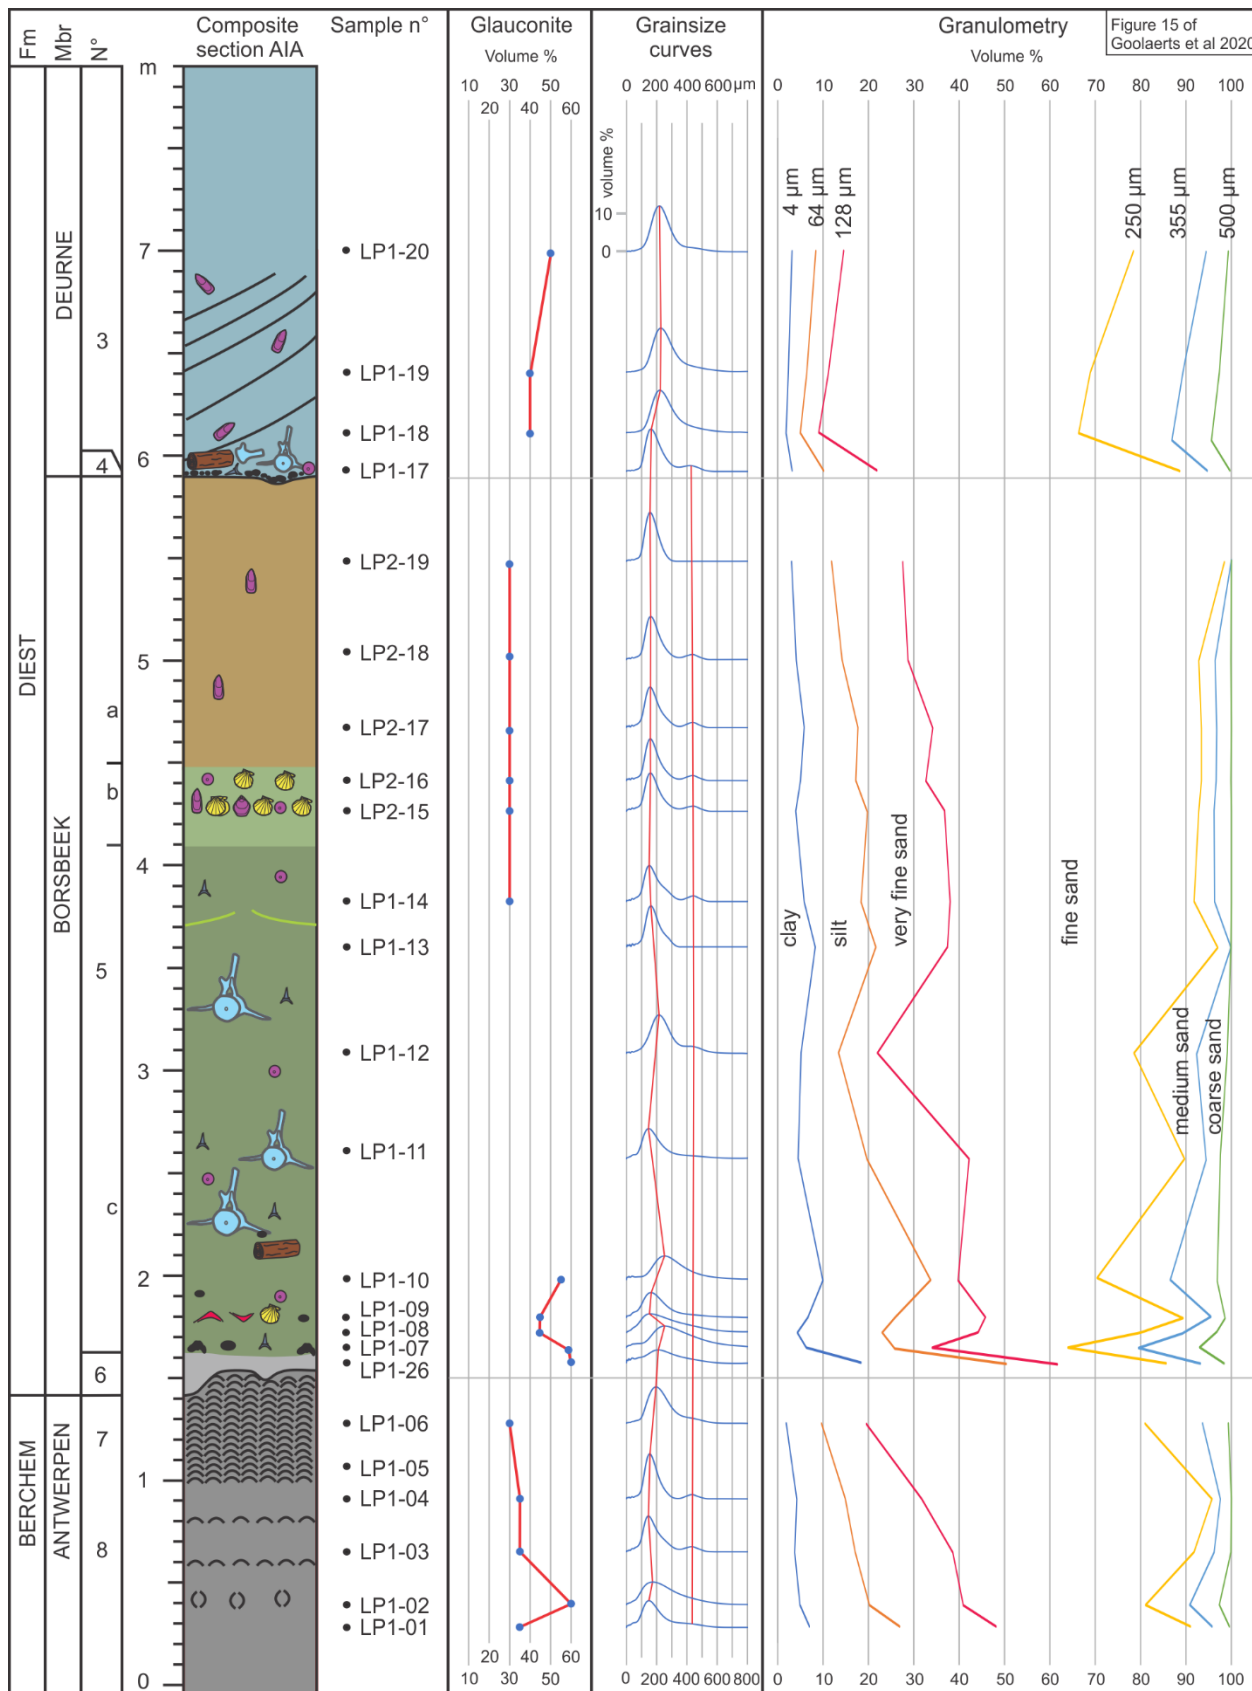 Fm
Mbr
N°
Composite
section AIA
Sample n°
Glauconite
Volume %
Grainsize
curves
Granulometry
Volume %
Figure 15 of
Goolaerts et al 2020
m
10 30 50
20 40 60
0 200 400 600 µm
0 10 20 30 40 50 60 70 80 90 100
volume %
10
0
4 µm
64 µm
128 µm
250 µm
355 µm
500 µm
DEURNE
DIEST
BORSBEEK
BERCHEM
ANTWERPEN
3
4
a
b
5
c
6
7
8
7
6
5
4
3
2
1
0
LP1-20
LP1-19
LP1-18
LP1-17
LP2-19
LP2-18
LP2-17
LP2-16
LP2-15
LP1-14
LP1-13
LP1-12
LP1-11
LP1-10
LP1-09
LP1-08
LP1-07
LP1-26
LP1-06
LP1-05
LP1-04
LP1-03
LP1-02
LP1-01
clay
silt
very fine sand
fine sand
medium sand
coarse sand
20 40 60
10 30 50
0 200 400 600 800
0 10 20 30 40 50 60 70 80 90 100